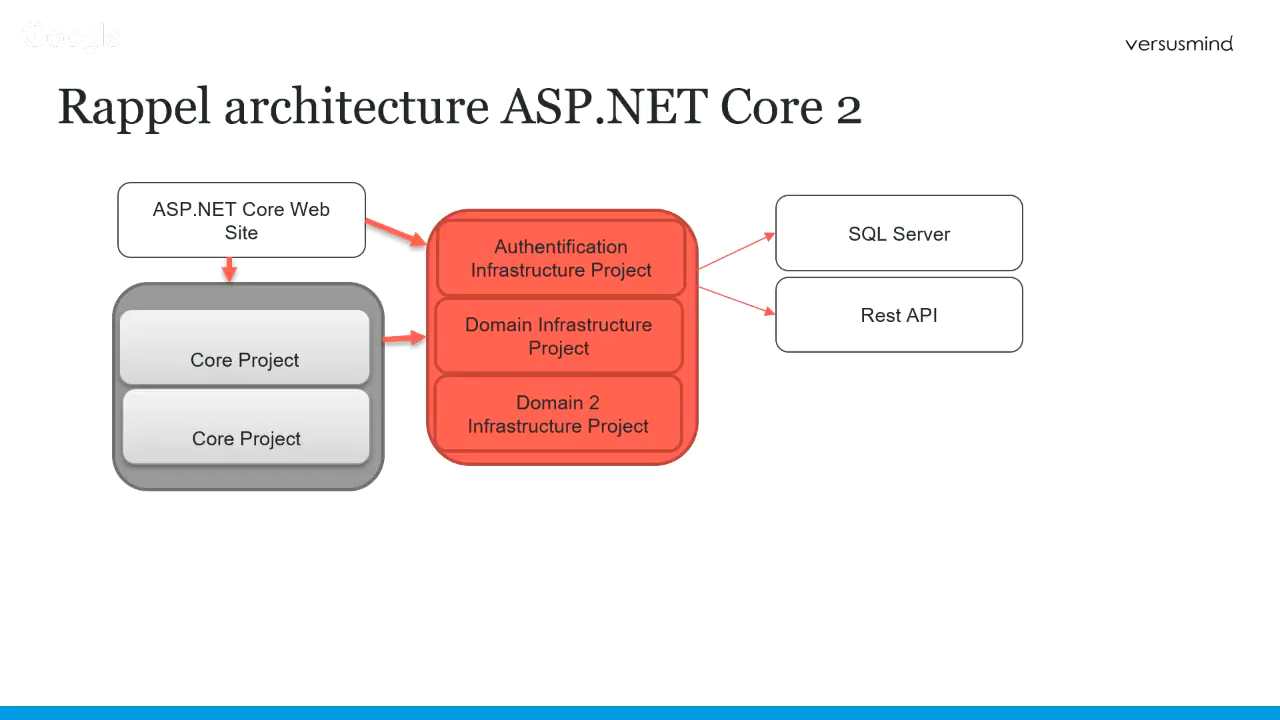 Google
versusmind
Rappel architecture ASP.NET Core 2
ASP.NET Core Web
Site
Core Project
Core Project
Authentification
Infrastructure Project
Domain Infrastructure
Project
Domain 2
Infrastructure Project
SQL Server
Rest API